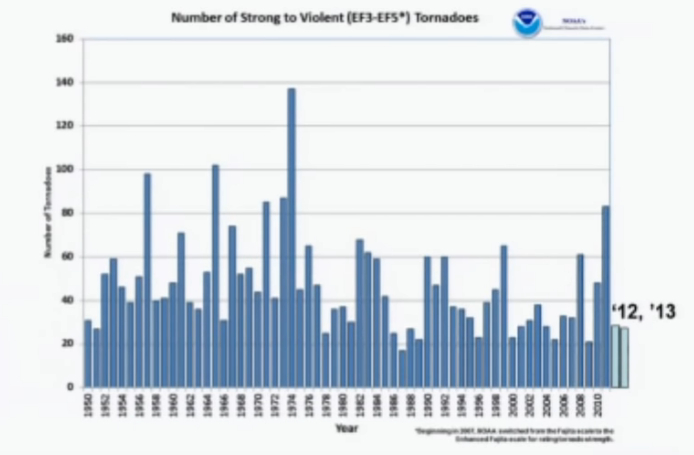 Number of Strong to Violent (EF3-EF5*) Tornadoes
NOAA's
160
140
120
100
80
60
40
20
0
Number of Tornadoes
'12, '13
1950 1952 1954 1956 1958 1960 1962 1964 1966 1968 1970 1972 1974 1976 1978 1980 1982 1984 1986 1988 1990 1992 1994 1996 1998 2000 2002 2004 2006 2008 2010
Year
*Beginning in 2007, NOAA switched from the Fujita scale to the
Enhanced Fujita scale for rating tornado strength.